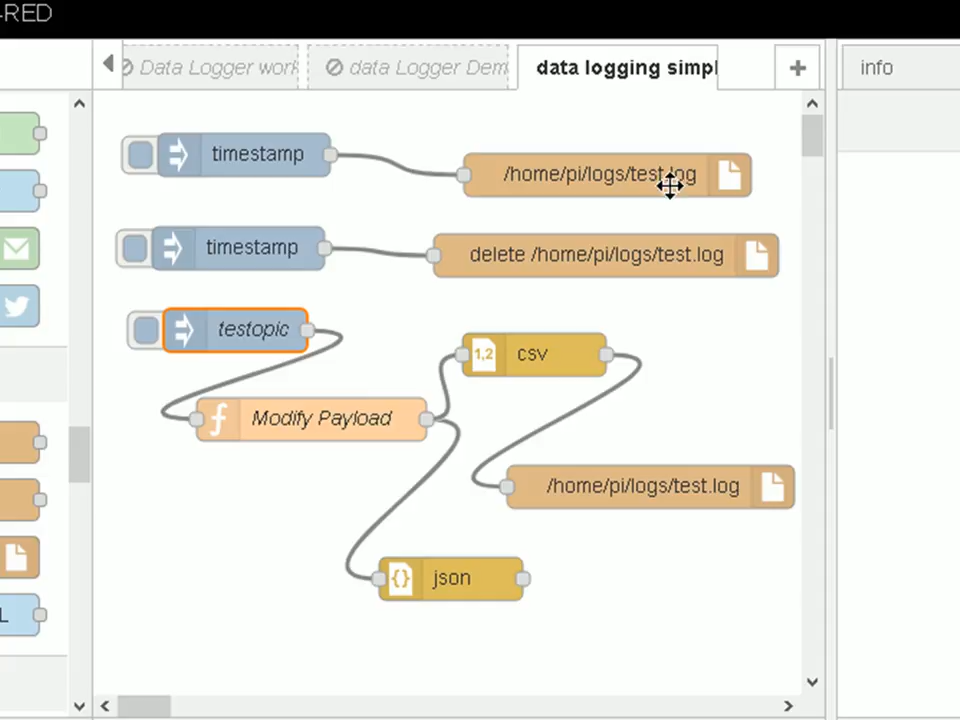 -RED
Data Logger work
data Logger Dem
data logging simpl
+
info
timestamp
/home/pi/logs/test.log
timestamp
delete /home/pi/logs/test.log
testopic
1,2
csv
f
Modify Payload
/home/pi/logs/test.log
{}
json
L